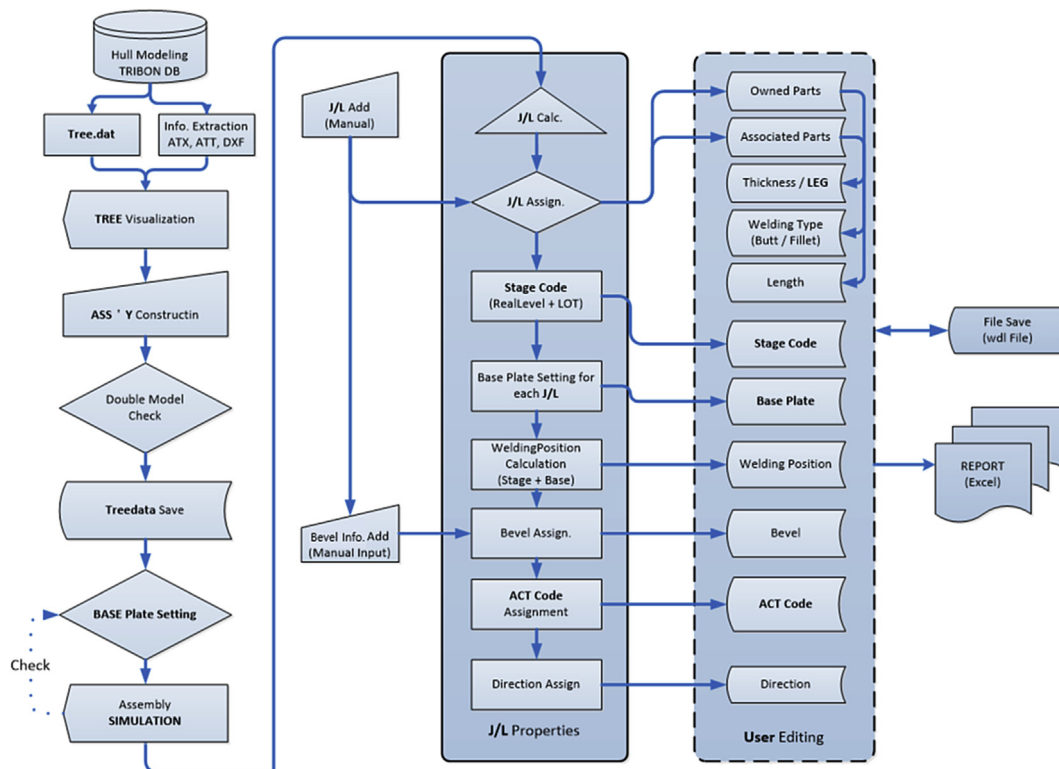 Hull Modeling
TRIBON DB
Tree.dat
Info. Extraction
ATX, ATT, DXF
TREE Visualization
ASS ' Y Constructin
Double Model
Check
Treedata Save
BASE Plate Setting
Check
Assembly
SIMULATION
J/L Add
(Manual)
Bevel Info. Add
(Manual Input)
J/L Calc.
J/L Assign.
Stage Code
(RealLevel + LOT)
Base Plate Setting for
each J/L
WeldingPosition
Calculation
(Stage + Base)
Bevel Assign.
ACT Code
Assignment
Direction Assign
J/L Properties
Owned Parts
Associated Parts
Thickness / LEG
Welding Type
(Butt / Fillet)
Length
Stage Code
Base Plate
Welding Position
Bevel
ACT Code
Direction
User Editing
File Save
(wdl File)
REPORT
(Excel)